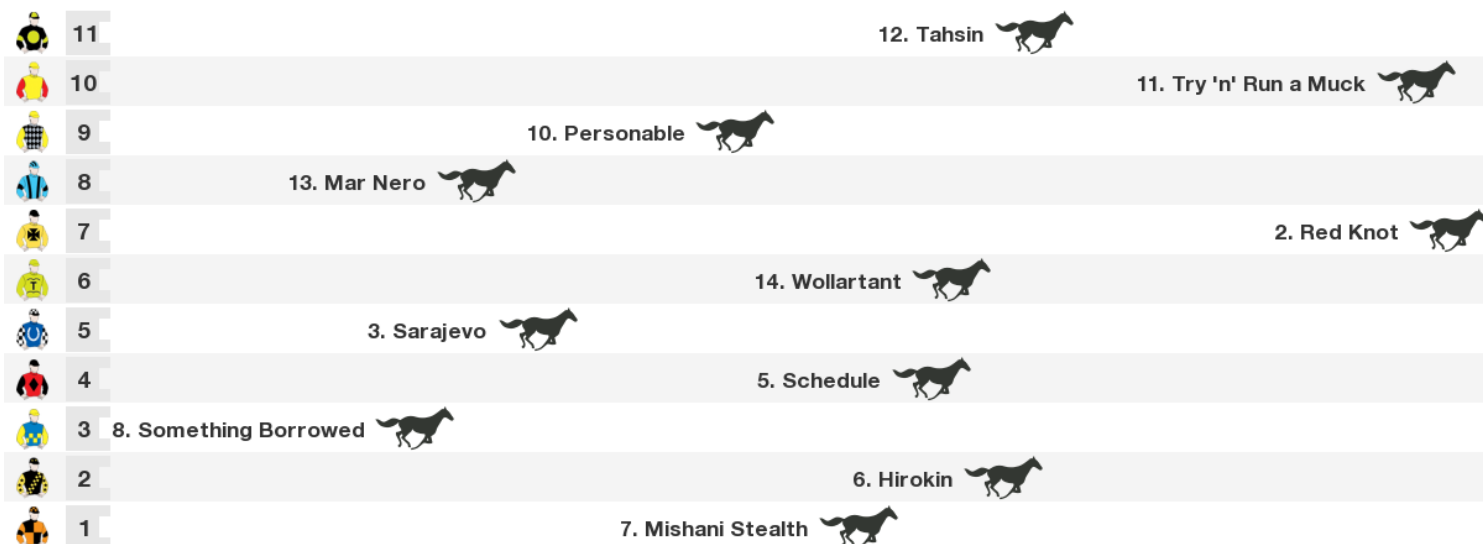 11 12. Tahsin
10 11. Try 'n' Run a Muck
9 10. Personable
8 13. Mar Nero
7 2. Red Knot
6 14. Wollartant
5 3. Sarajevo
4 5. Schedule
3 8. Something Borrowed
2 6. Hirokin
1 7. Mishani Stealth